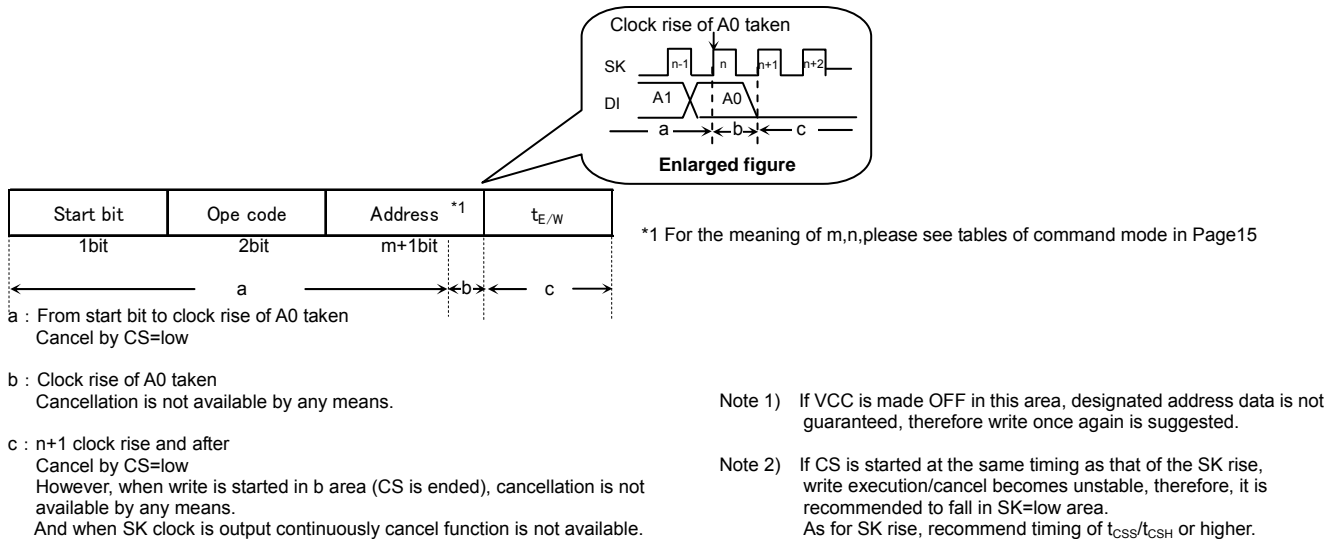 Clock rise of A0 taken
SK
n-1
n
n+1
n+2
DI
A1
A0
a
b
c
Enlarged figure
Start bit
Ope code
Address *1
tE/W
1bit
2bit
m+1bit
*1 For the meaning of m,n,please see tables of command mode in Page15
a
b
c
a : From start bit to clock rise of A0 taken
Cancel by CS=low
b : Clock rise of A0 taken
Cancellation is not available by any means.
c : n+1 clock rise and after
Cancel by CS=low
However, when write is started in b area (CS is ended), cancellation is not
available by any means.
And when SK clock is output continuously cancel function is not available.
Note 1) If VCC is made OFF in this area, designated address data is not
guaranteed, therefore write once again is suggested.
Note 2) If CS is started at the same timing as that of the SK rise,
write execution/cancel becomes unstable, therefore, it is
recommended to fall in SK=low area.
As for SK rise, recommend timing of tCSS/tCSH or higher.